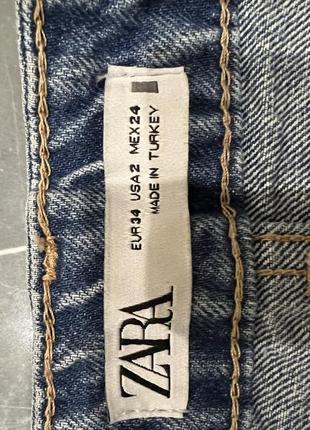 ZARA
EUR 34 USA 2 MEX 24
MADE IN TURKEY